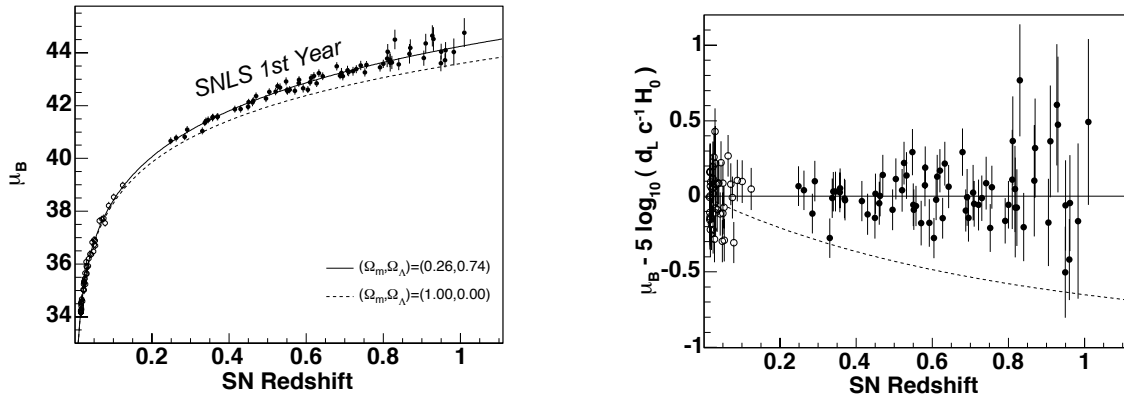 44
42
40
38
36
34
μB
SNLS 1st Year
(Ωm,ΩΛ)=(0.26,0.74)
(Ωm,ΩΛ)=(1.00,0.00)
0.2 0.4 0.6 0.8 1
SN Redshift
1
0.5
0
-0.5
-1
μB - 5 log10 ( dL c-1 H0 )
0.2 0.4 0.6 0.8 1
SN Redshift